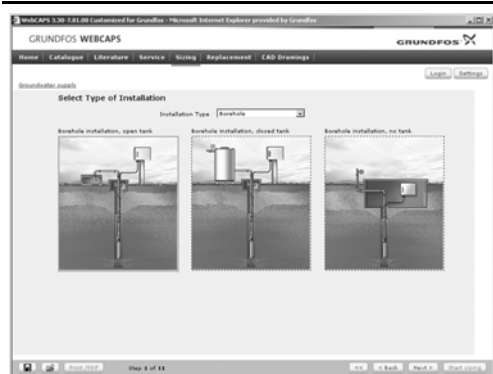 WebCAPS 3.30-7.01.08 Customized for Grundfos - Microsoft Internet Explorer provided by Grundfos
GRUNDFOS WEBCAPS
GRUNDFOS
Home Catalogue Literature Service Sizing Replacement CAD Drawings
Login Settings
Groundwater supply
Select Type of Installation
Installation Type Borehole
Borehole installation, open tank Borehole installation, closed tank Borehole installation, no tank
Print/PDF Step 1 of 11 << < Back Next > Start sizing